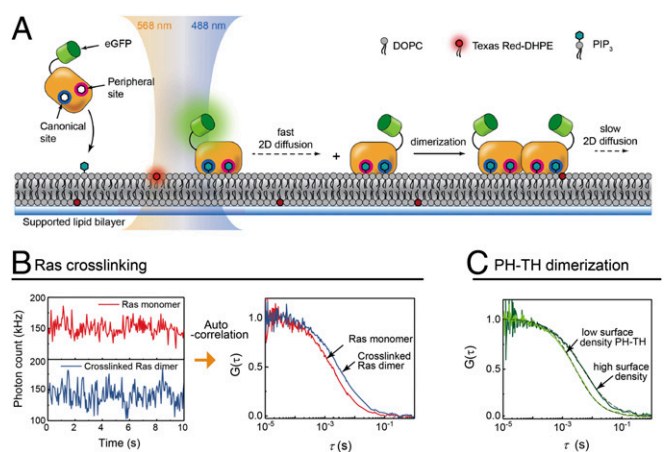 A
568 nm
488 nm
eGFP
Peripheral
site
Canonical
site
DOPC
Texas Red-DHPE
PIP3
fast
2D diffusion
+
dimerization
slow
2D diffusion
Supported lipid bilayer
B Ras crosslinking
200
150
100
Ras monomer
200
150
100
Crosslinked Ras dimer
Photon count (kHz)
0 2 4 6 8 10
Time (s)
Auto
-correlation
1.0
0.5
0.0
G(τ)
Ras monomer
Crosslinked
Ras dimer
10-5 10-3 10-1
τ (s)
C PH-TH dimerization
1.0
0.5
0.0
G(τ)
low surface
density PH-TH
high surface
density
10-5 10-3 10-1
τ (s)